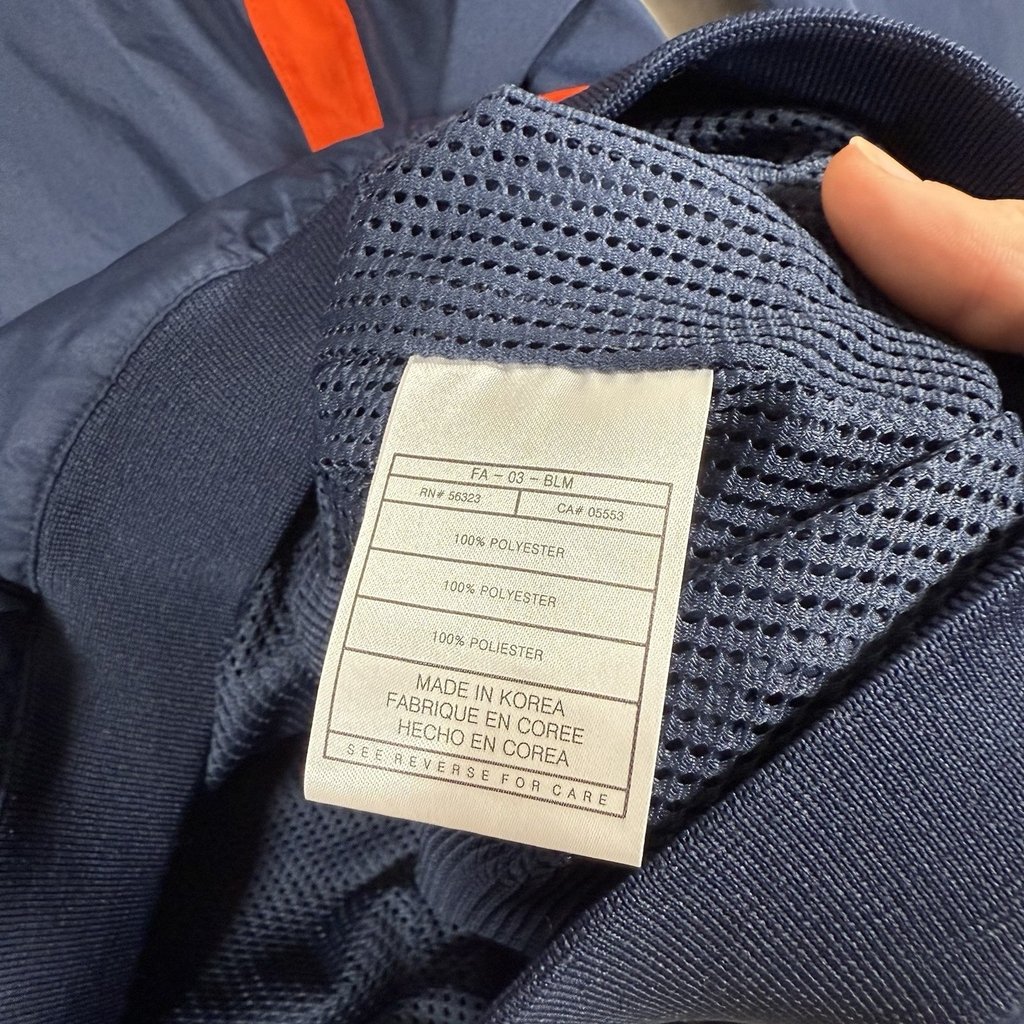 FA - 03 - BLM
RN# 56323
CA# 05553
100% POLYESTER
100% POLYESTER
100% POLIESTER
MADE IN KOREA
FABRIQUE EN COREE
HECHO EN COREA
SEE REVERSE FOR CARE